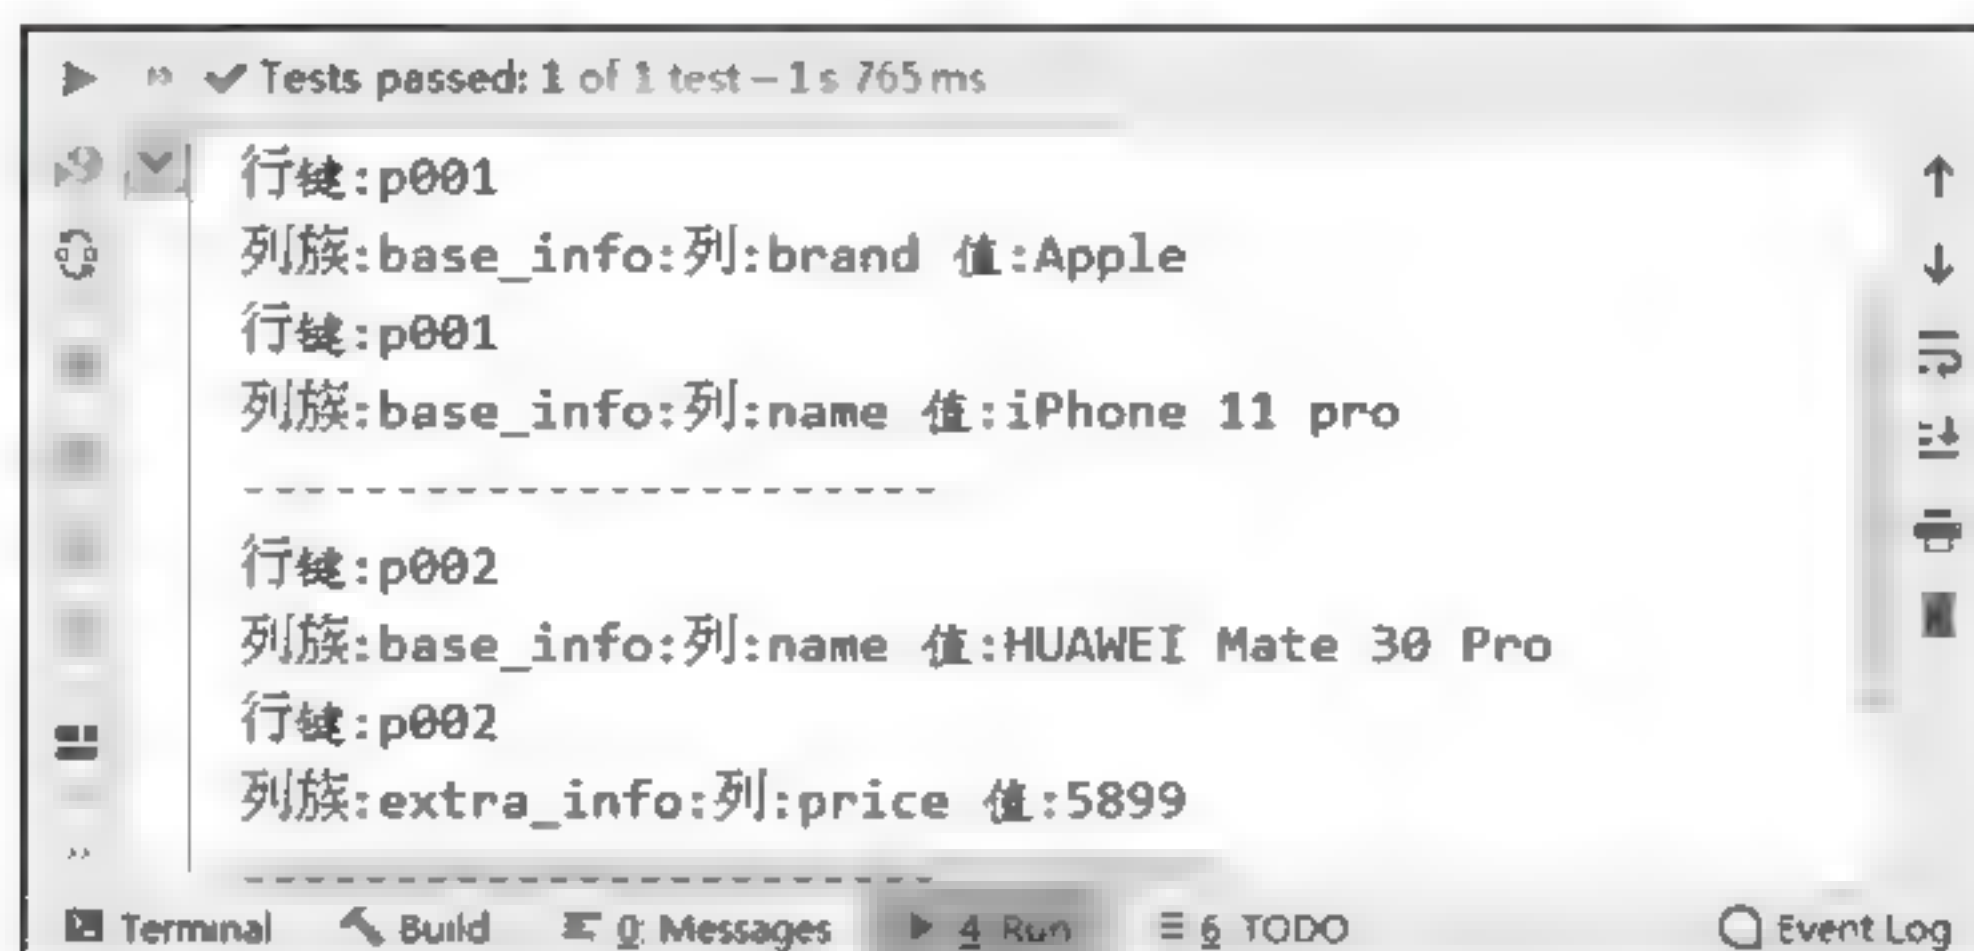 Tests passed: 1 of 1 test – 1 s 765 ms
行键:p001
列族:base_info:列:brand 值:Apple
行键:p001
列族:base_info:列:name 值:iPhone 11 pro
-----------------------
行键:p002
列族:base_info:列:name 值:HUAWEI Mate 30 Pro
行键:p002
列族:extra_info:列:price 值:5899
-----------------------
Terminal Build 0: Messages 4 Run 6 TODO Event Log